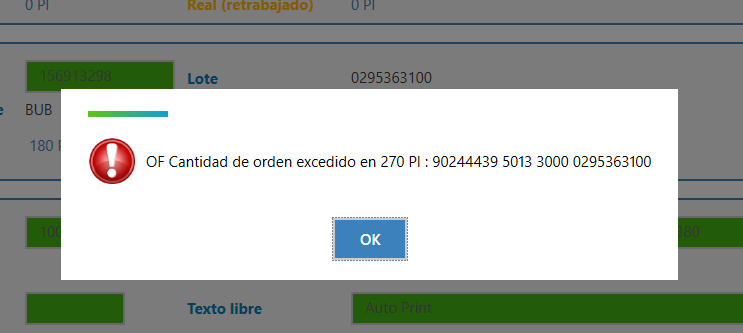 0 PI Real (retrabajado) 0 PI
156913298 Lote 0295363100
e BUB
180 P
OF Cantidad de orden excedido en 270 PI : 90244439 5013 3000 0295363100
OK
Texto libre Auto Print